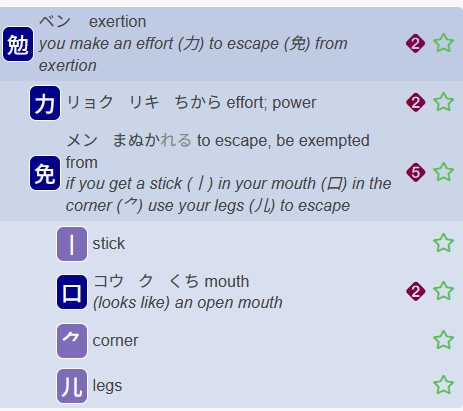 勉 ベン exertion
you make an effort (力) to escape (免) from
exertion
2
力 リョク リキ ちから effort; power
2
免 メン まぬかれる to escape, be exempted
from
if you get a stick (丨) in your mouth (口) in the
corner (⺈) use your legs (儿) to escape
5
丨 stick
口 コウ ク くち mouth
(looks like) an open mouth
2
⺈ corner
儿 legs